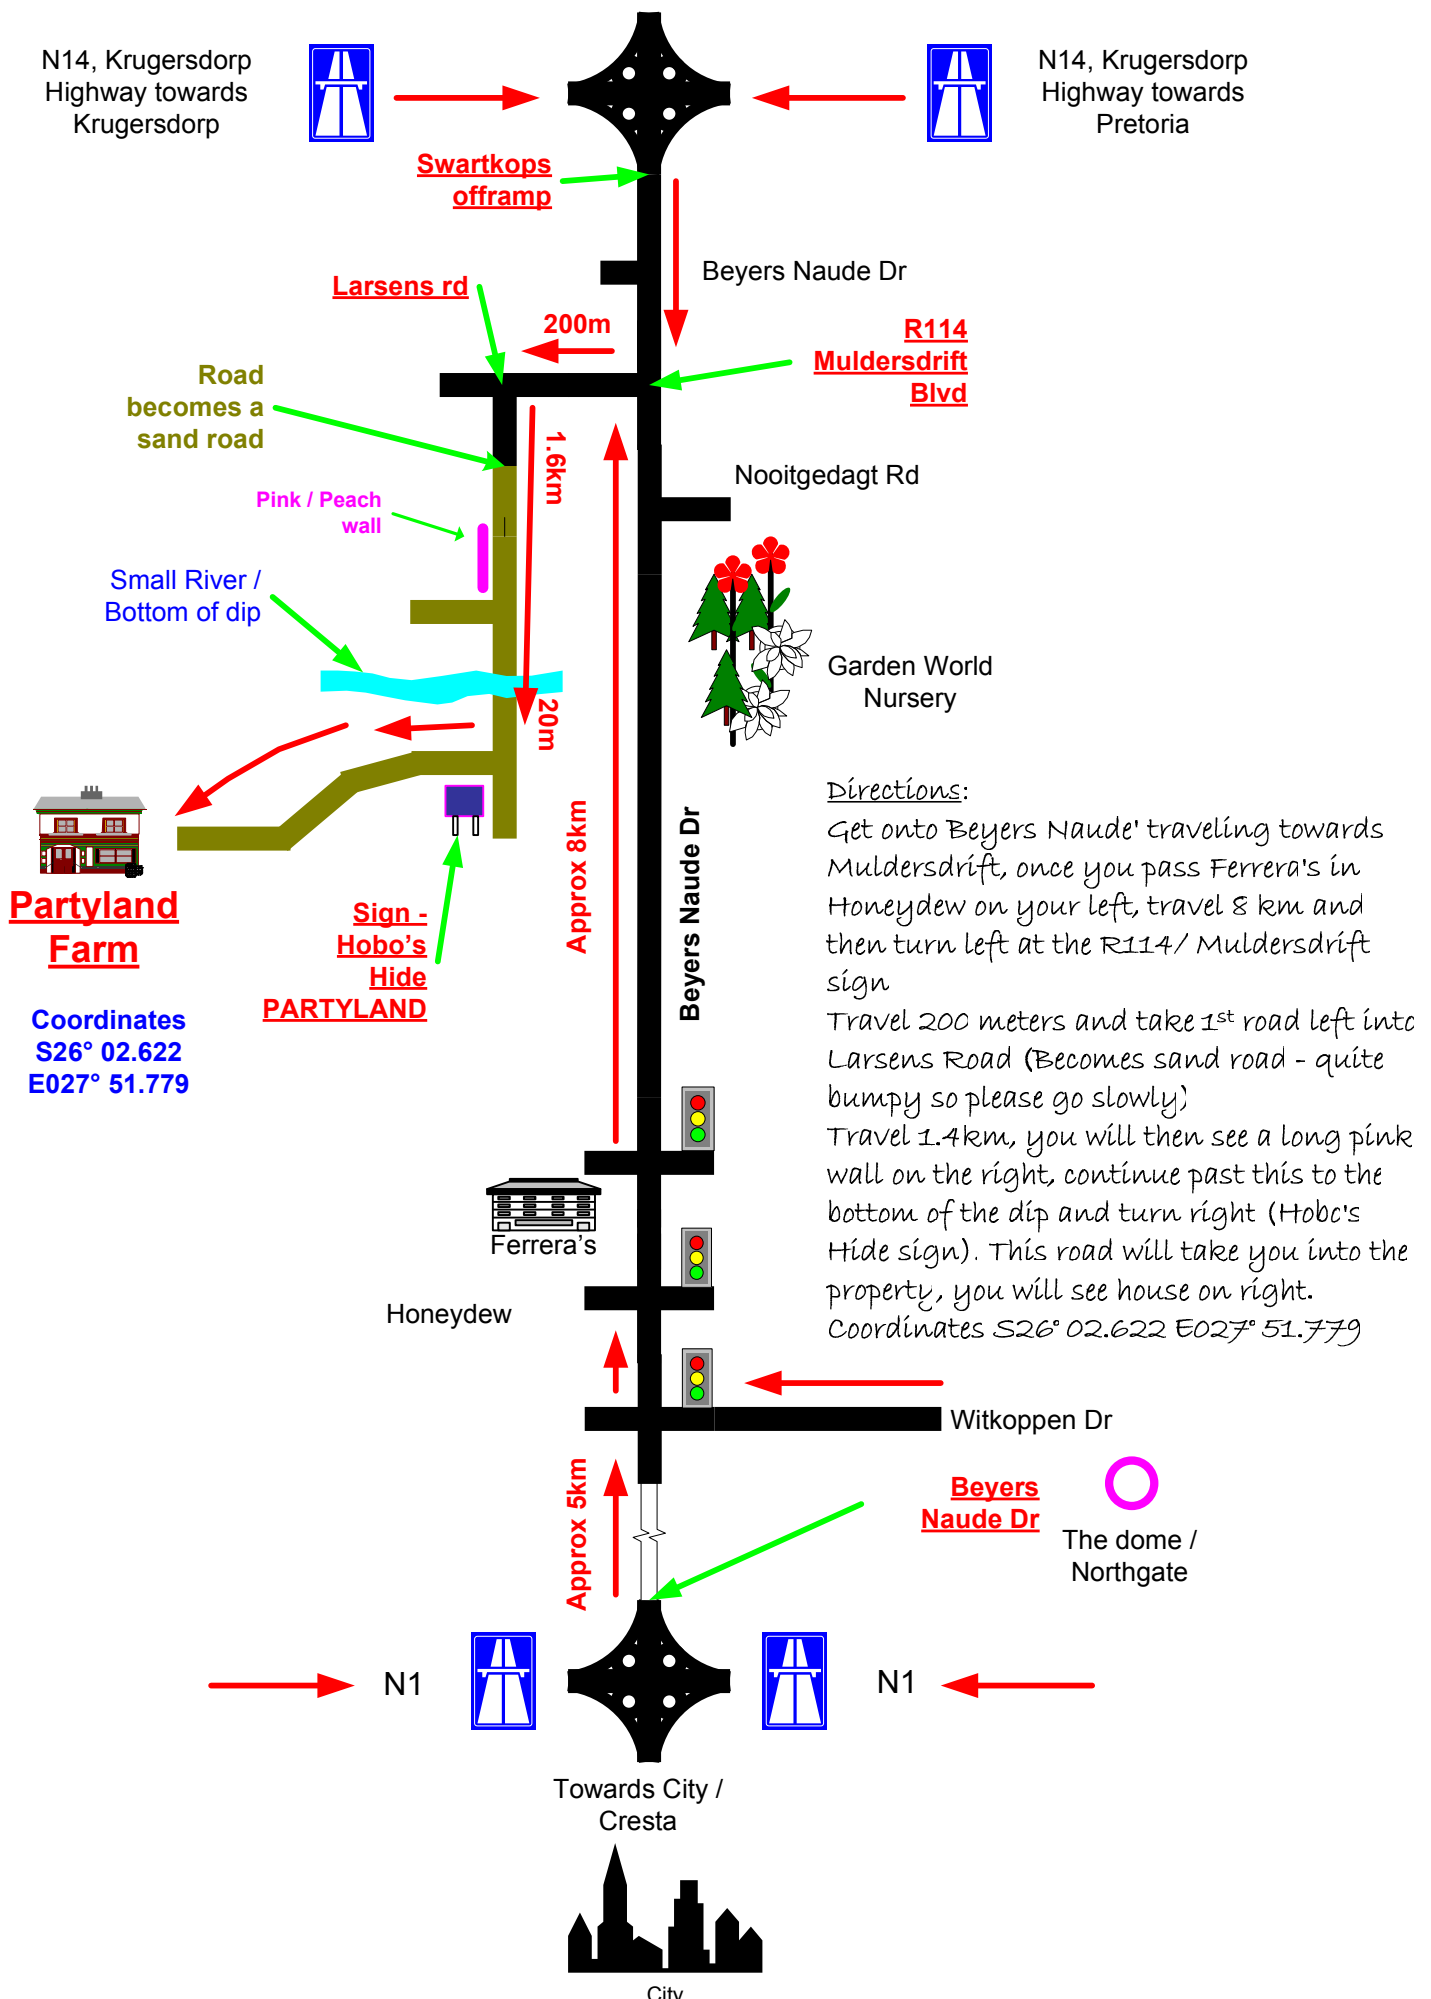 N14, Krugersdorp
Highway towards
Krugersdorp
N14, Krugersdorp
Highway towards
Pretoria
Swartkops
offramp
Beyers Naude Dr
Larsens rd
200m
R114
Muldersdrift
Blvd
Road
becomes a
sand road
1.6km
Nooitgedagt Rd
Pink / Peach
wall
Small River /
Bottom of dip
Garden World
Nursery
20m
Approx 8km
Beyers Naude Dr
Partyland
Farm
Sign -
Hobo's
Hide
PARTYLAND
Coordinates
S26° 02.622
E027° 51.779
Directions:
Get onto Beyers Naude' traveling towards
Muldersdrift, once you pass Ferrera's in
Honeydew on your left, travel 8 km and
then turn left at the R114/ Muldersdrift
sign
Travel 200 meters and take 1st road left into
Larsens Road (Becomes sand road - quite
bumpy so please go slowly)
Travel 1.4km, you will then see a long pink
wall on the right, continue past this to the
bottom of the dip and turn right (Hobo's
Hide sign). This road will take you into the
property, you will see house on right.
Coordinates S26° 02.622 E027° 51.779
Ferrera's
Honeydew
Witkoppen Dr
Approx 5km
Beyers
Naude Dr
The dome /
Northgate
N1
N1
Towards City /
Cresta
City